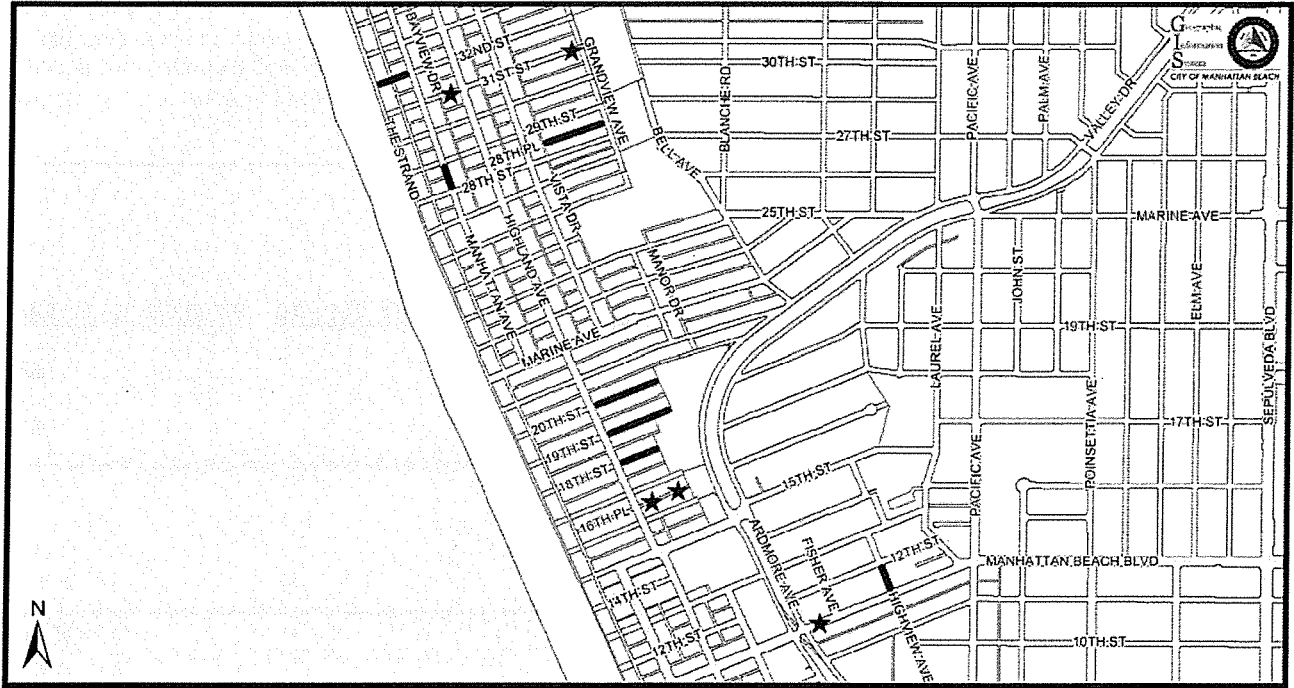 G
I
S
CITY OF MANHATTAN BEACH
BAYVIEW DR
32ND ST
31ST ST
GRANDVIEW AVE
30TH ST
BLANCHE RD
PACIFIC AVE
PALM AVE
VALLEY DR
THE STRAND
29TH ST
28TH PL
28TH ST
BELL AVE
27TH ST
VISTA DR
25TH ST
MARINE AVE
MANHATTAN AV
HIGHLAND AVE
MANOR DR
JOHN ST
ELM AVE
SEPULVEDA BLVD
MARINE AVE
LAUREL AVE
19TH ST
20TH ST
19TH ST
18TH ST
16TH PL
15TH ST
PACIFIC AVE
POINSETTIA AVE
17TH ST
14TH ST
12TH ST
ARDMORE AVE
FISHER AVE
12TH ST
HIGHVIEW AVE
MANHATTAN BEACH BLVD
10TH ST
N